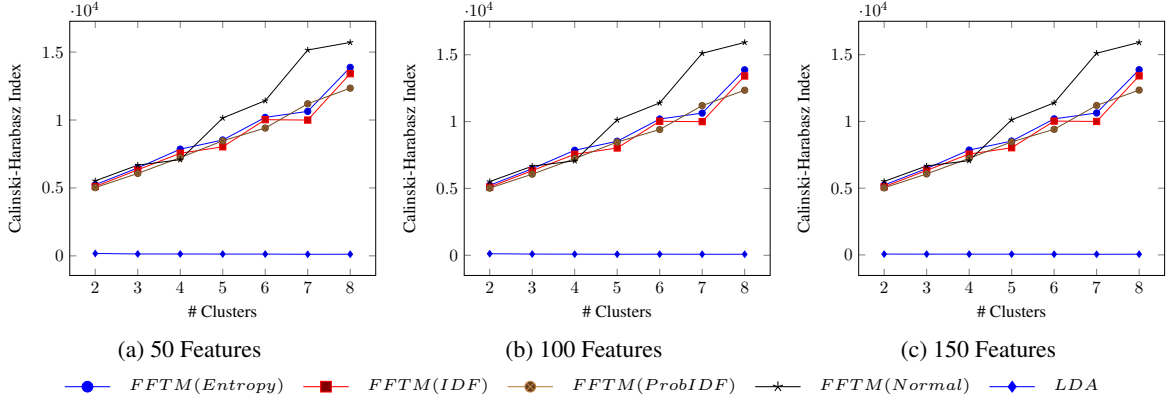 ·10^4
1.5
1
0.5
0
Calinski-Harabasz Index
2 3 4 5 6 7 8
# Clusters
(a) 50 Features
·10^4
1.5
1
0.5
0
Calinski-Harabasz Index
2 3 4 5 6 7 8
# Clusters
(b) 100 Features
·10^4
1.5
1
0.5
0
Calinski-Harabasz Index
2 3 4 5 6 7 8
# Clusters
(c) 150 Features
FFTM(Entropy) FFTM(IDF) FFTM(ProbIDF) FFTM(Normal) LDA